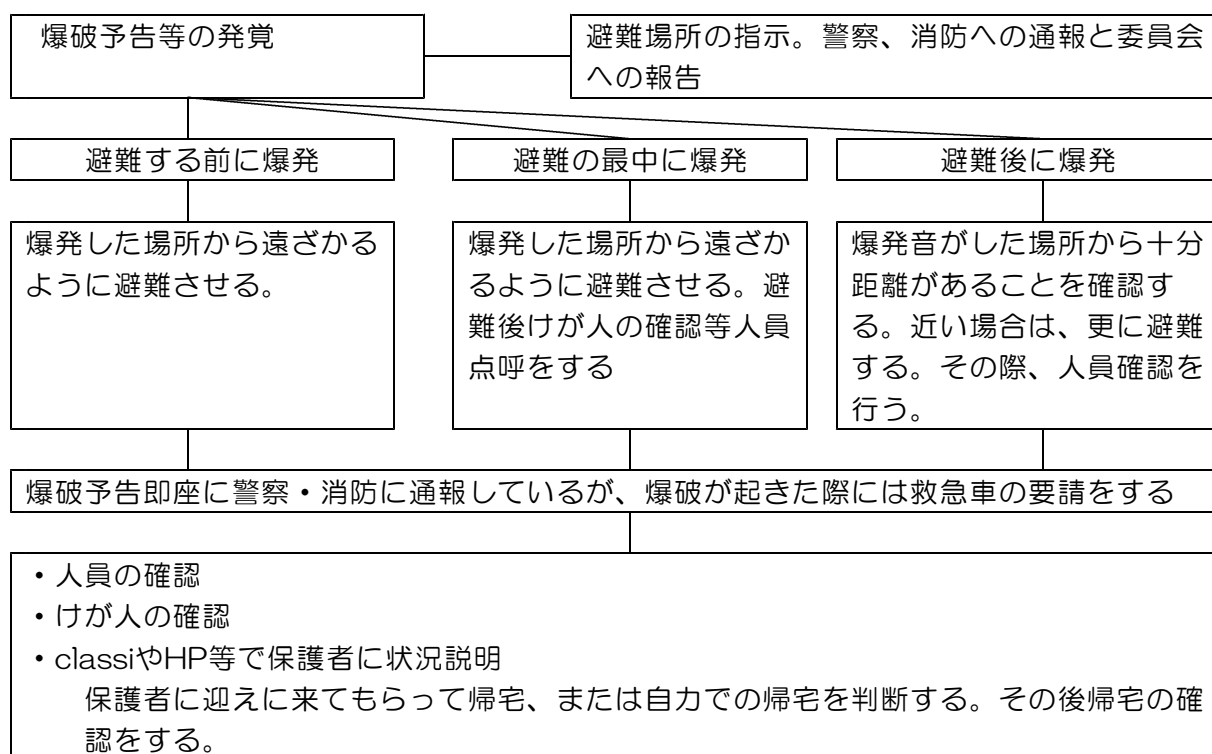 爆破予告等の発覚
避難場所の指示。警察、消防への通報と委員会
への報告
避難する前に爆発
避難の最中に爆発
避難後に爆発
爆発した場所から遠ざかる
ように避難させる。
爆発した場所から遠ざか
るように避難させる。避
難後けが人の確認等人員
点呼をする
爆発音がした場所から十分
距離があることを確認す
る。近い場合は、更に避難
する。その際、人員確認を
行う。
爆破予告即座に警察・消防に通報しているが、爆破が起きた際には救急車の要請をする
・人員の確認
・けが人の確認
・classiやHP等で保護者に状況説明
保護者に迎えに来てもらって帰宅、または自力での帰宅を判断する。その後帰宅の確
認をする。